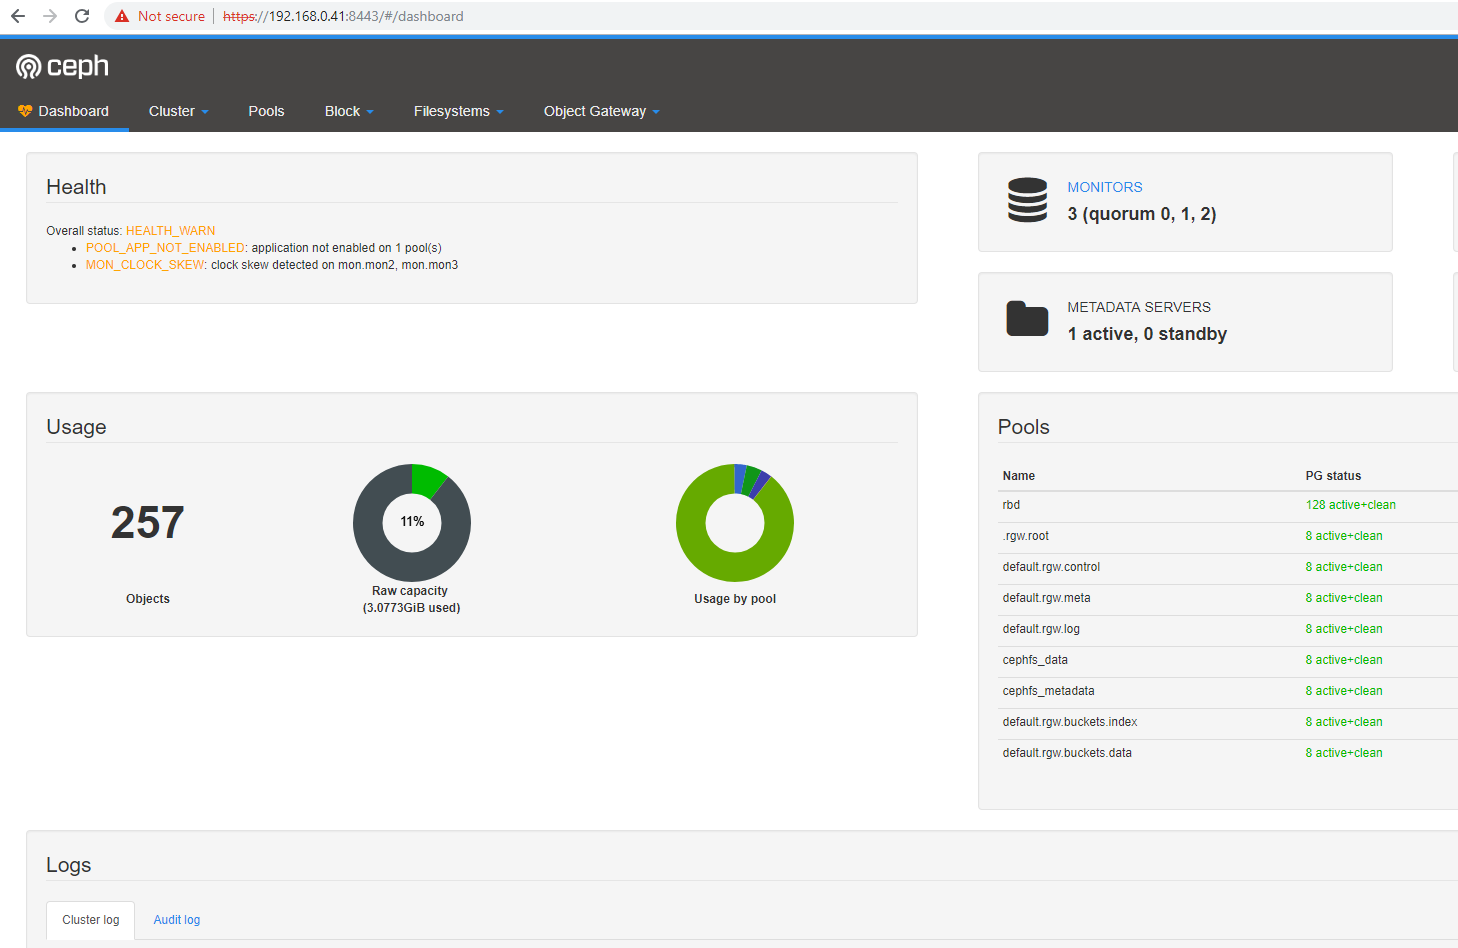 Not secure | https://192.168.0.41:8443/#/dashboard
ceph
Dashboard Cluster Pools Block Filesystems Object Gateway
Health
Overall status: HEALTH_WARN
• POOL_APP_NOT_ENABLED: application not enabled on 1 pool(s)
• MON_CLOCK_SKEW: clock skew detected on mon.mon2, mon.mon3
MONITORS
3 (quorum 0, 1, 2)
METADATA SERVERS
1 active, 0 standby
Usage
257
Objects
11%
Raw capacity
(3.0773GiB used)
Usage by pool
Pools
Name PG status
rbd 128 active+clean
.rgw.root 8 active+clean
default.rgw.control 8 active+clean
default.rgw.meta 8 active+clean
default.rgw.log 8 active+clean
cephfs_data 8 active+clean
cephfs_metadata 8 active+clean
default.rgw.buckets.index 8 active+clean
default.rgw.buckets.data 8 active+clean
Logs
Cluster log Audit log